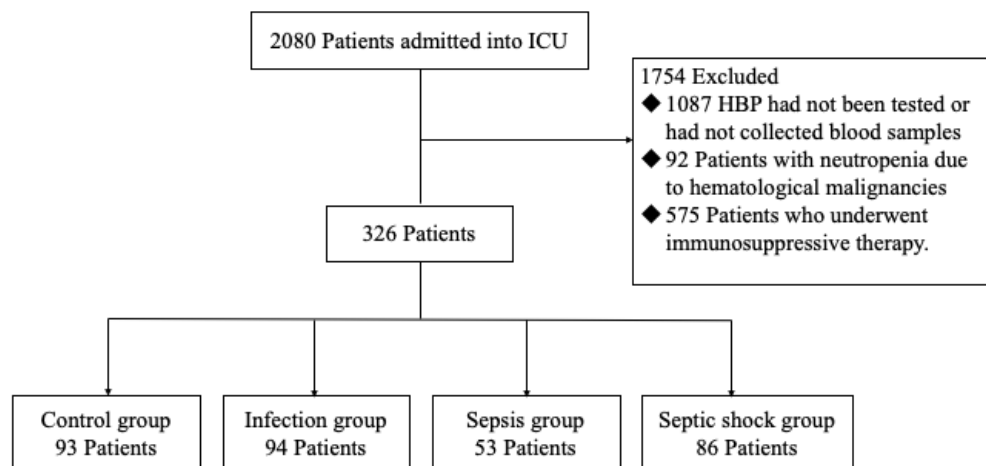 2080 Patients admitted into ICU
1754 Excluded
◆ 1087 HBP had not been tested or
had not collected blood samples
◆ 92 Patients with neutropenia due
to hematological malignancies
◆ 575 Patients who underwent
immunosuppressive therapy.
326 Patients
Control group
93 Patients
Infection group
94 Patients
Sepsis group
53 Patients
Septic shock group
86 Patients